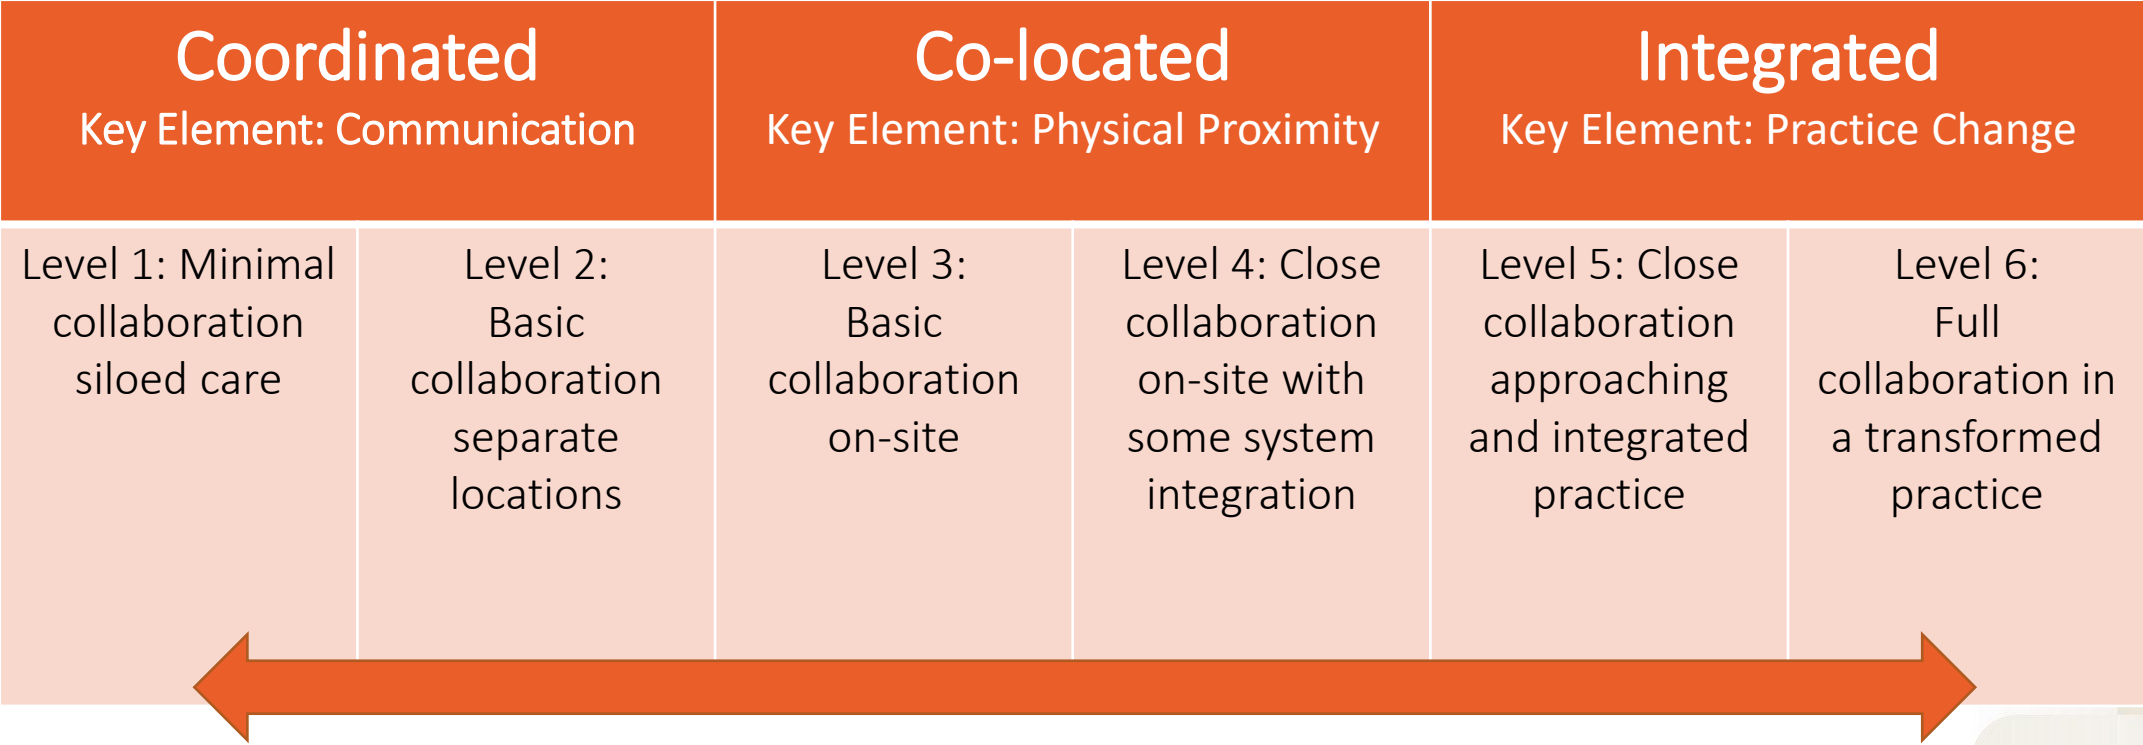 Coordinated
Key Element: Communication
Co-located
Key Element: Physical Proximity
Integrated
Key Element: Practice Change
Level 1: Minimal
collaboration
siloed care
Level 2:
Basic
collaboration
separate
locations
Level 3:
Basic
collaboration
on-site
Level 4: Close
collaboration
on-site with
some system
integration
Level 5: Close
collaboration
approaching
and integrated
practice
Level 6:
Full
collaboration in
a transformed
practice